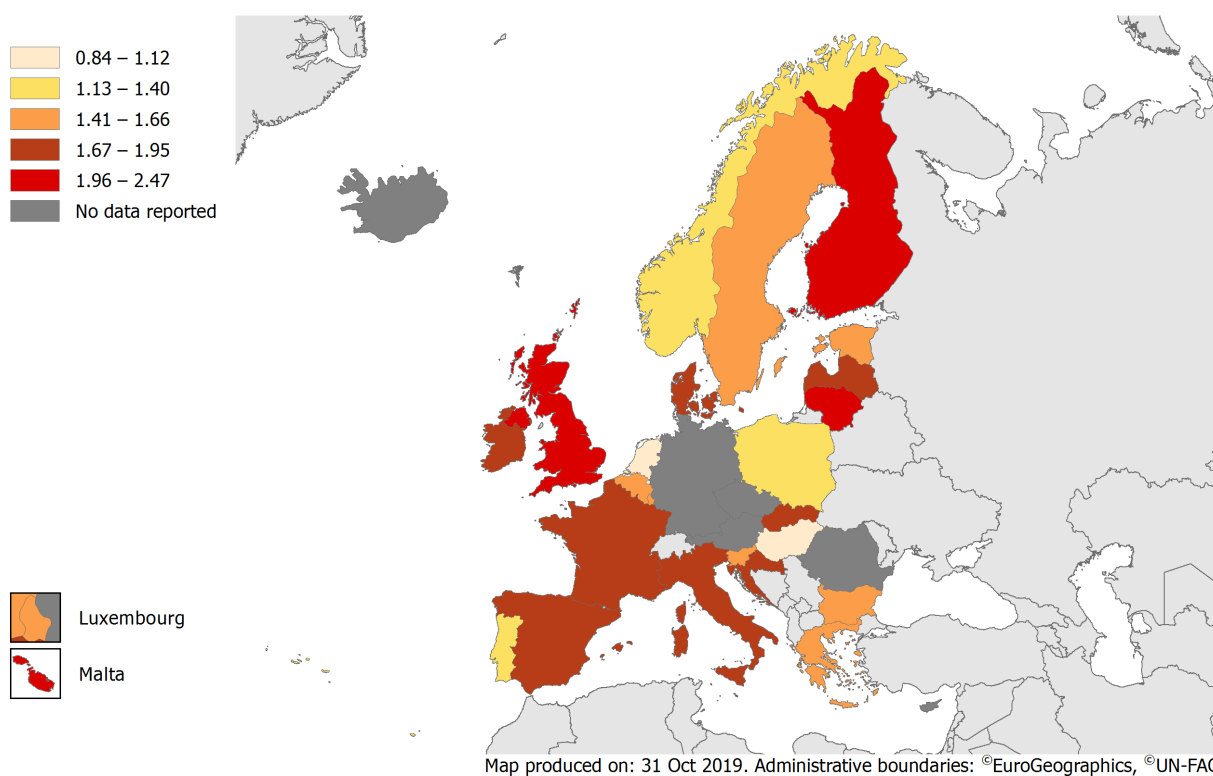 0.84 – 1.12
1.13 – 1.40
1.41 – 1.66
1.67 – 1.95
1.96 – 2.47
No data reported
Luxembourg
Malta
Map produced on: 31 Oct 2019. Administrative boundaries: ©EuroGeographics, ©UN-FAO